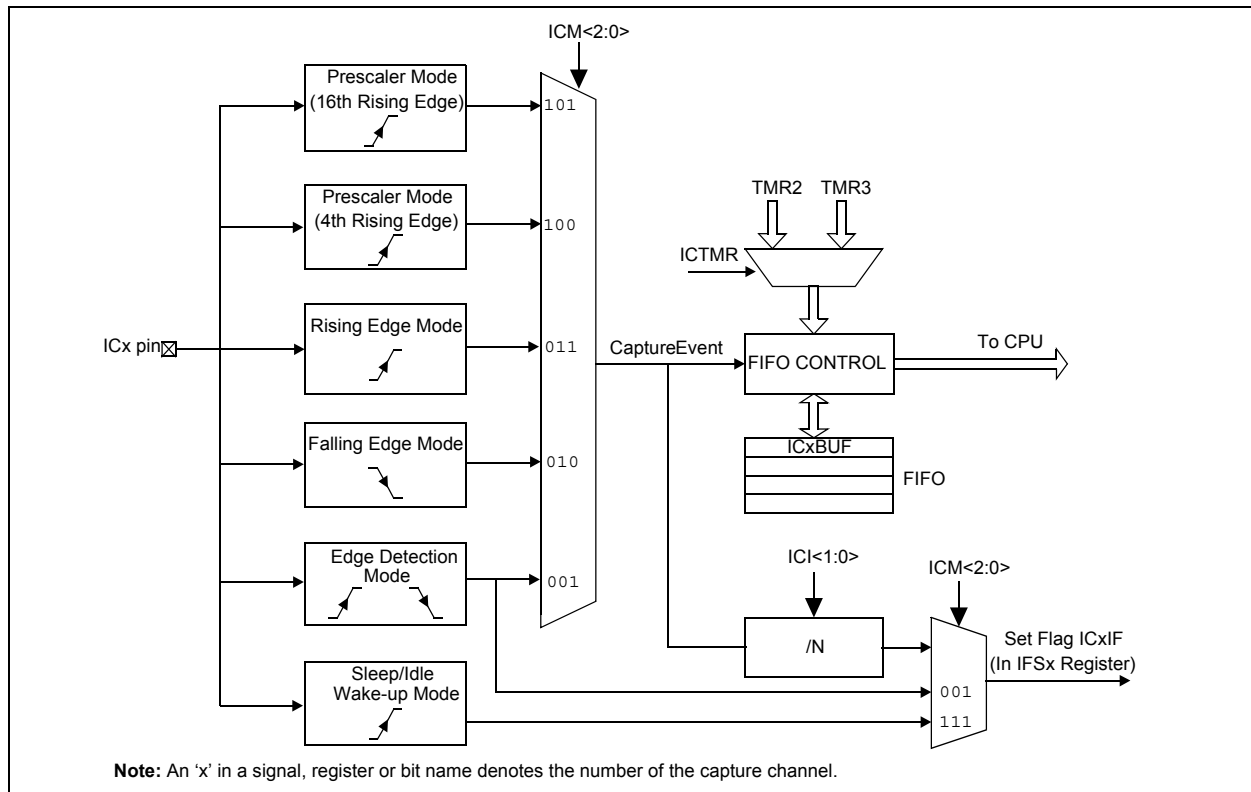 ICM<2:0>
Prescaler Mode
(16th Rising Edge)
101
Prescaler Mode
(4th Rising Edge)
100
TMR2
TMR3
ICTMR
Rising Edge Mode
011
ICx pin
CaptureEvent
FIFO CONTROL
To CPU
Falling Edge Mode
010
ICxBUF
FIFO
Edge Detection
Mode
001
ICI<1:0>
ICM<2:0>
/N
Set Flag ICxIF
(In IFSx Register)
Sleep/Idle
Wake-up Mode
001
111
Note: An ‘x’ in a signal, register or bit name denotes the number of the capture channel.